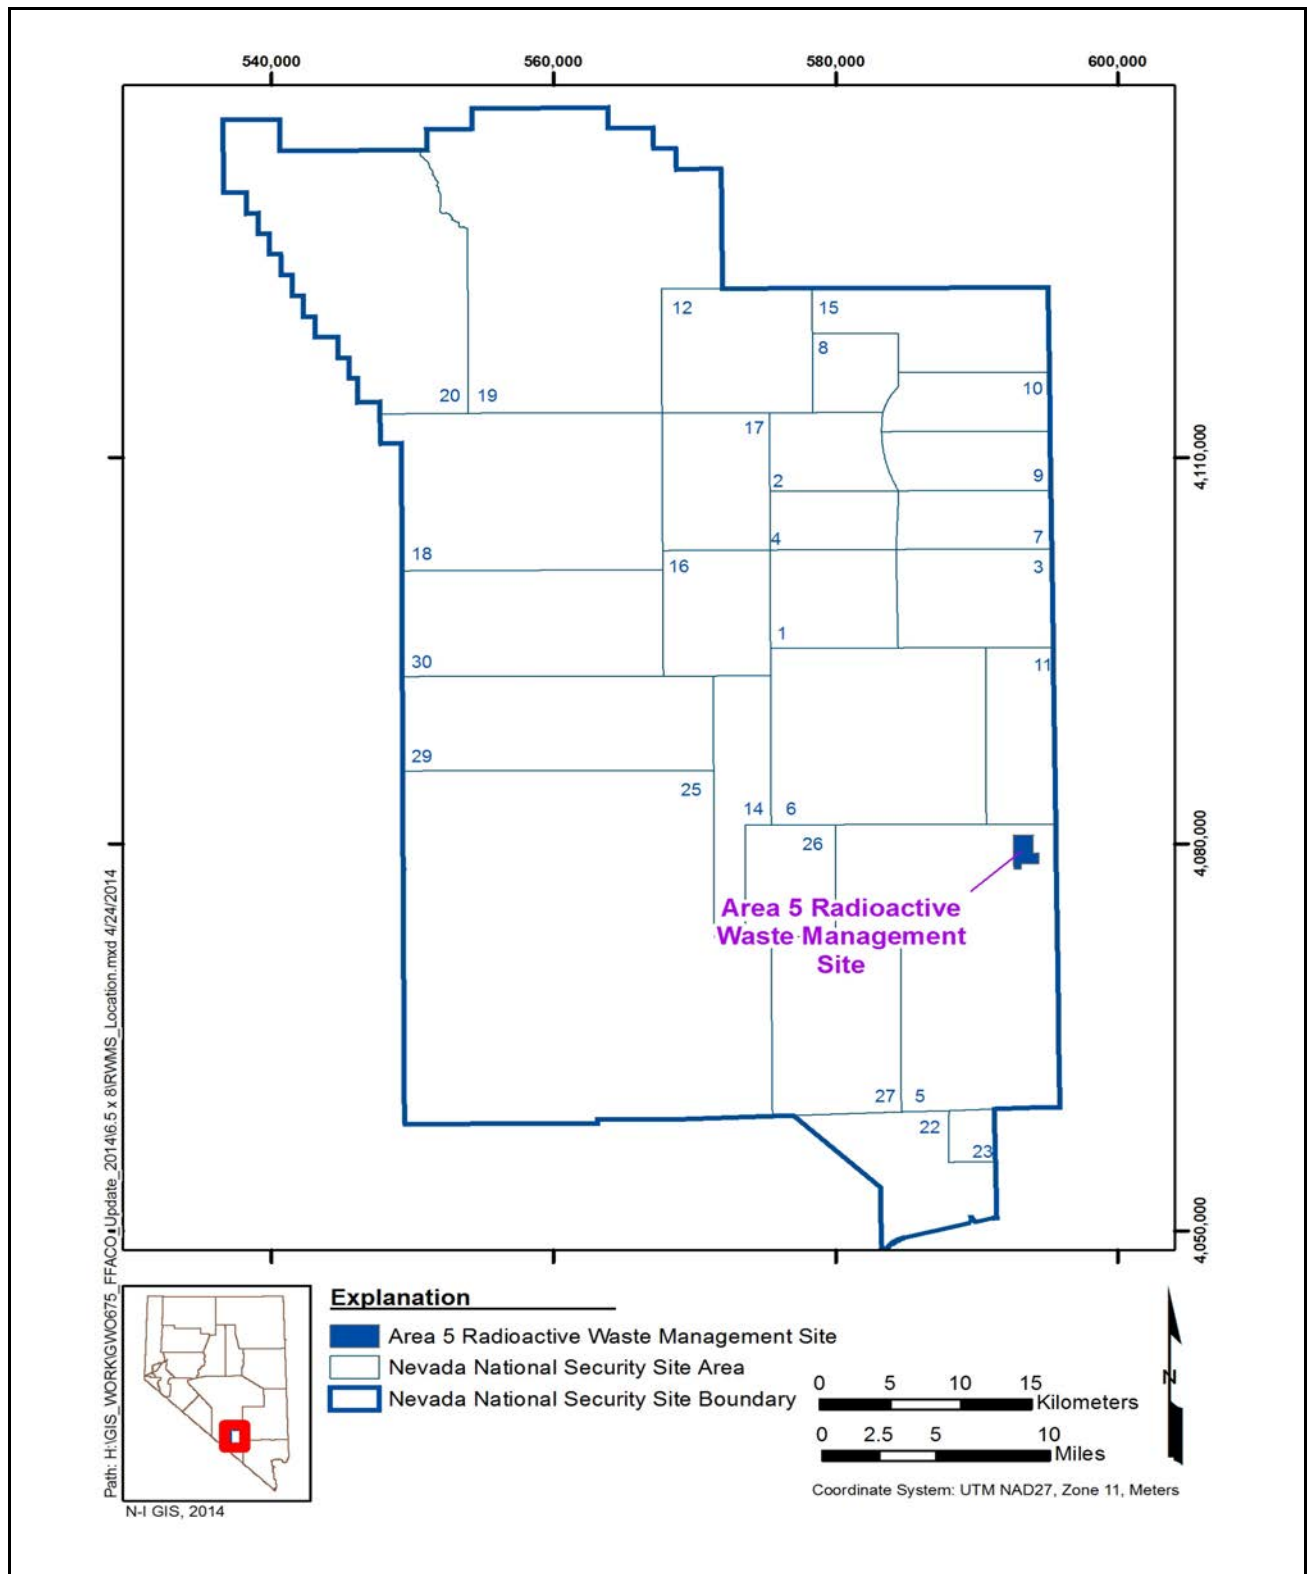 540,000 560,000 580,000 600,000
12 15
8
20 19 10
17
2 9
4,110,000
18 4 7
16 3
1
30 11
29
25
14 6
26
4,080,000
Area 5 Radioactive
Waste Management
Site
27 5
22
23
4,050,000
Path: H:\GIS_WORK\GWO675_FFACO_Update_2014\6.5 x 8\RWMS_Location.mxd 4/24/2014
Explanation
Area 5 Radioactive Waste Management Site
Nevada National Security Site Area
Nevada National Security Site Boundary
0 5 10 15
Kilometers
0 2.5 5 10
Miles
N
Coordinate System: UTM NAD27, Zone 11, Meters
N-I GIS, 2014